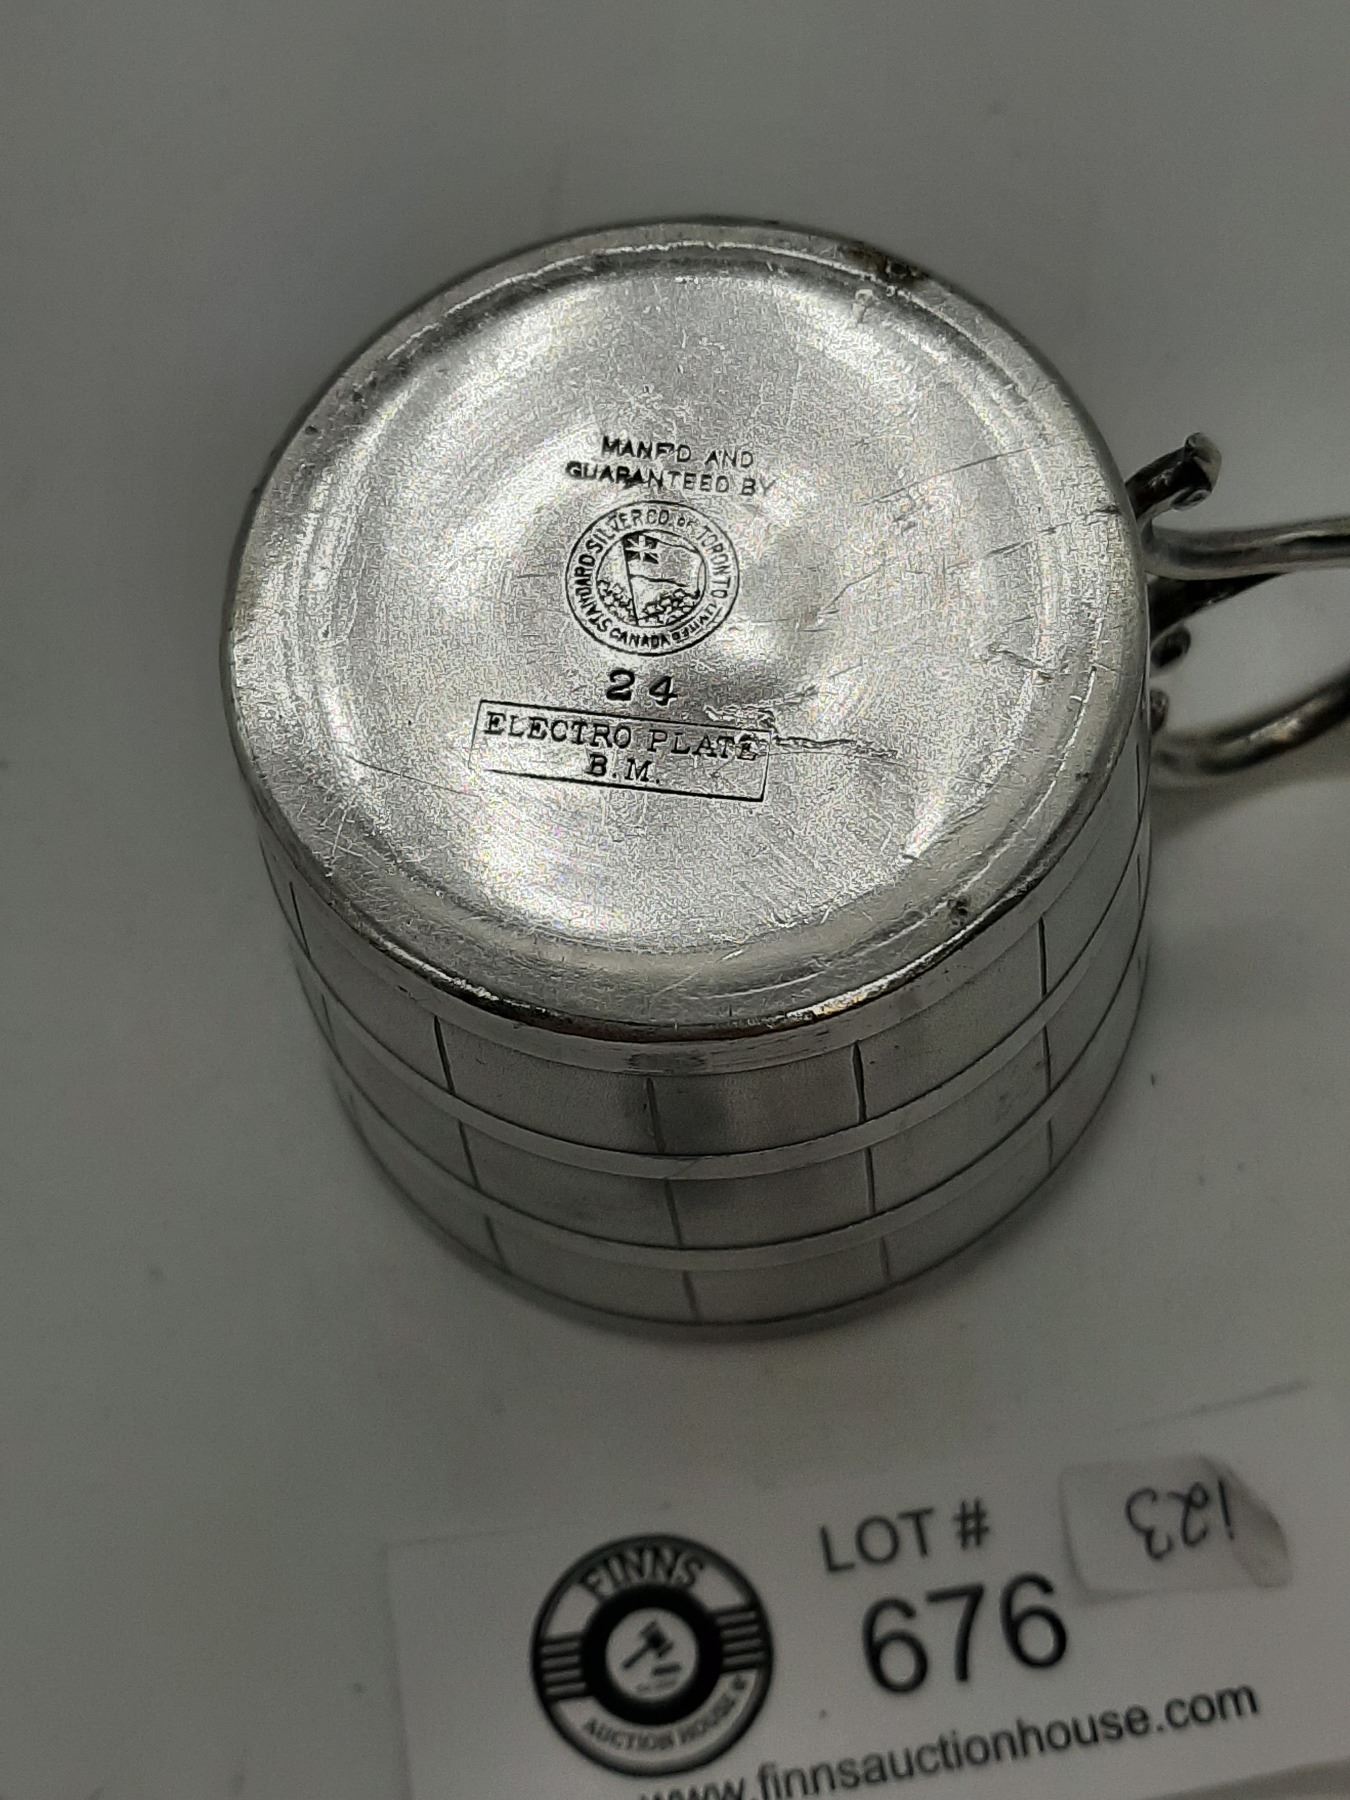 MANF'D AND
GUARANTEED BY
STANDARD SILVER CO. OF TORONTO LIMITED
CANADA
24
ELECTRO PLATE
B.M.
LOT #
123
676
FINNS
AUCTION HOUSE
www.finnsauctionhouse.com